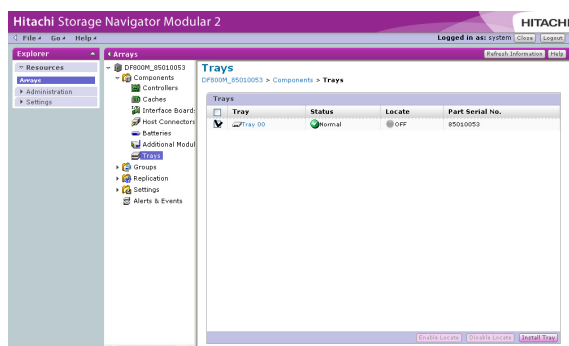 Hitachi Storage Navigator Modular 2
HITACHI
File Go Help
Logged in as: system Close Logout
Explorer
Arrays
Refresh Information Help
Resources
Arrays
Administration
Settings
DF800M_85010053
Components
Controllers
Caches
Interface Board
Host Connectors
Batteries
Additional Modul
Trays
Groups
Replication
Settings
Alerts & Events
Trays
DF800M_85010053 > Components > Trays
Trays
Tray Status Locate Part Serial No.
Tray 00 Normal OFF 85010053
Enable Locate Disable Locate Install Tray